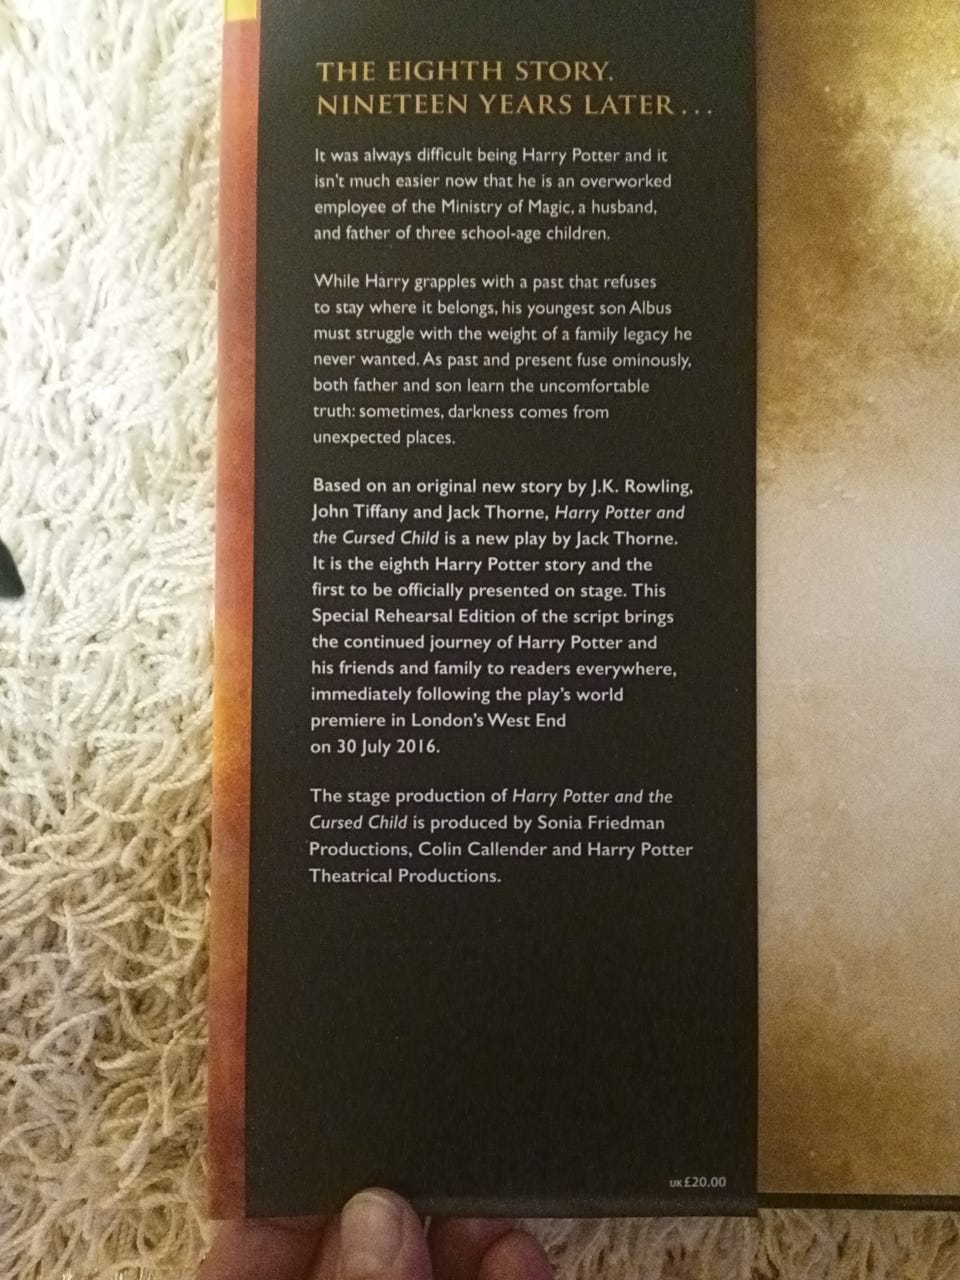 THE EIGHTH STORY.
NINETEEN YEARS LATER...
It was always difficult being Harry Potter and it
isn't much easier now that he is an overworked
employee of the Ministry of Magic, a husband,
and father of three school-age children.
While Harry grapples with a past that refuses
to stay where it belongs, his youngest son Albus
must struggle with the weight of a family legacy he
never wanted. As past and present fuse ominously,
both father and son learn the uncomfortable
truth: sometimes, darkness comes from
unexpected places.
Based on an original new story by J.K. Rowling,
John Tiffany and Jack Thorne, Harry Potter and
the Cursed Child is a new play by Jack Thorne.
It is the eighth Harry Potter story and the
first to be officially presented on stage. This
Special Rehearsal Edition of the script brings
the continued journey of Harry Potter and
his friends and family to readers everywhere,
immediately following the play's world
premiere in London's West End
on 30 July 2016.
The stage production of Harry Potter and the
Cursed Child is produced by Sonia Friedman
Productions, Colin Callender and Harry Potter
Theatrical Productions.
UK £20.00